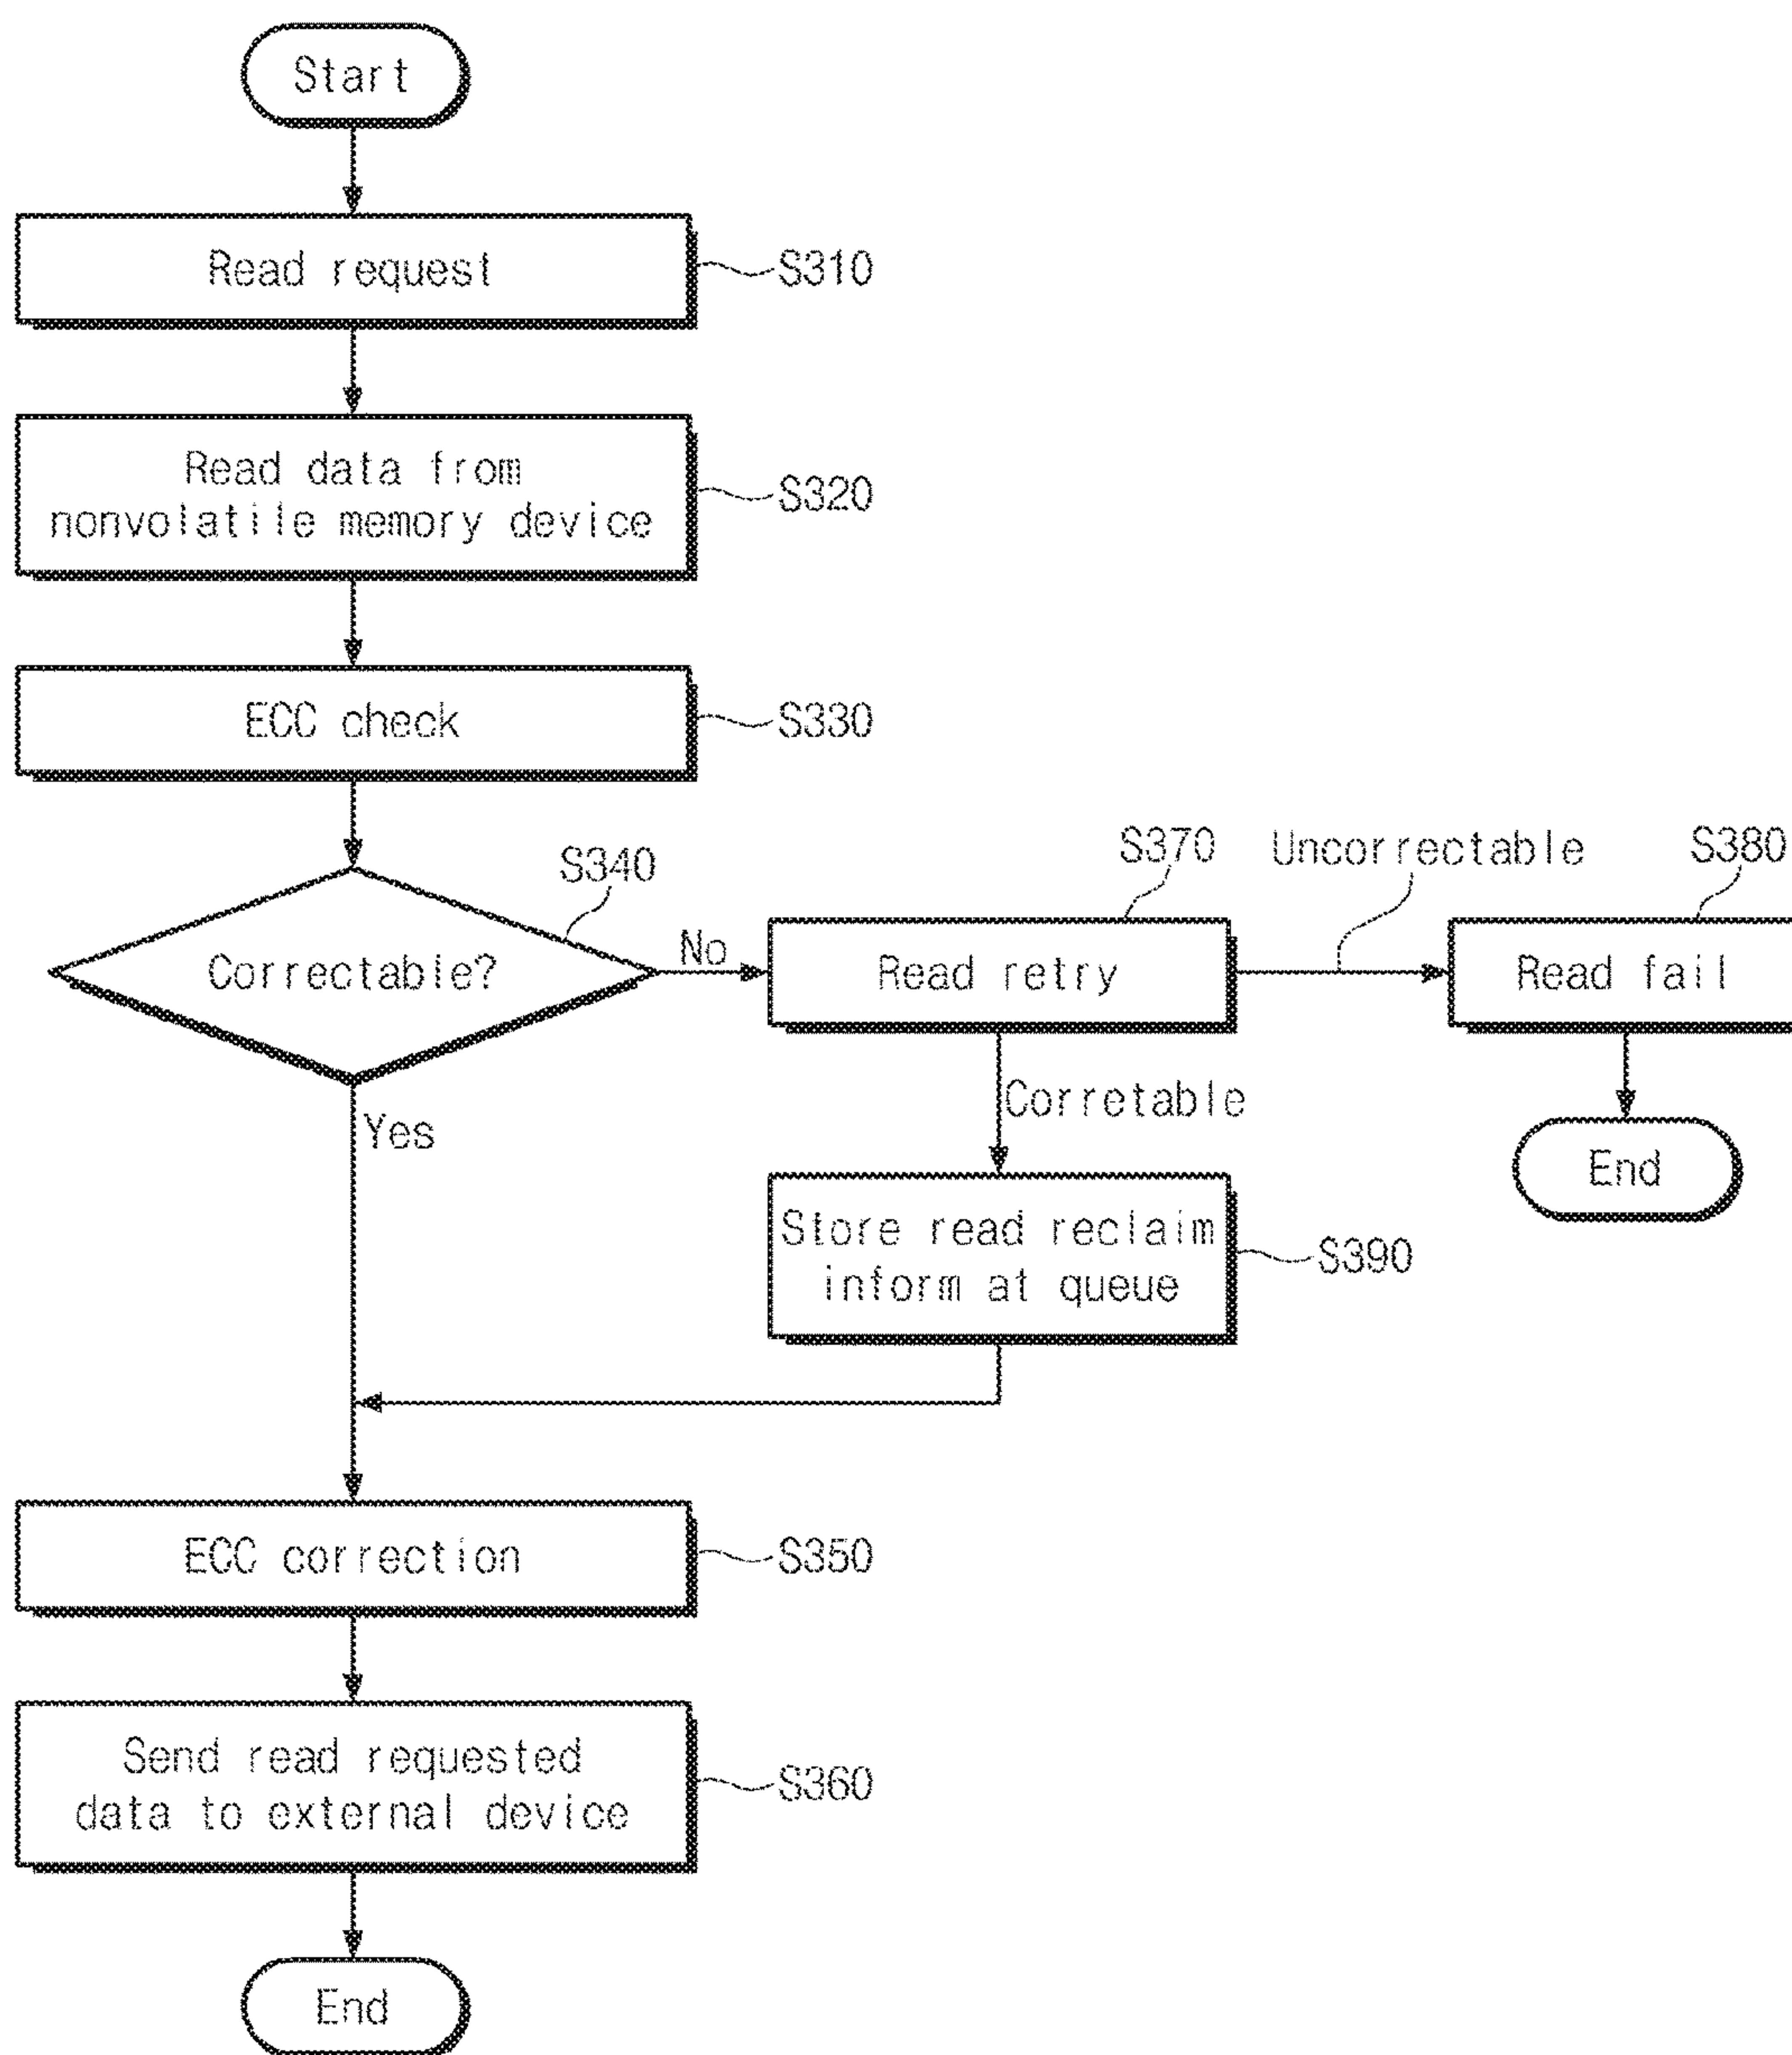 Start
Read request
S310
Read data from
nonvolatile memory device
S320
ECC check
S330
S340
Correctable?
No
Yes
S370
Read retry
Uncorrectable
S380
Read fail
End
Corretable
Store read reclaim
inform at queue
S390
ECC correction
S350
Send read requested
data to external device
S360
End